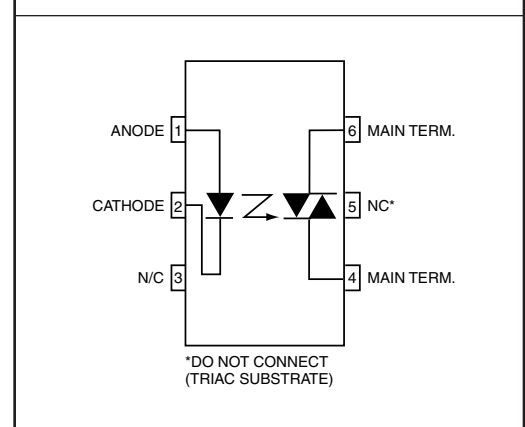 ANODE 1
6 MAIN TERM.
CATHODE 2
5 NC*
N/C 3
4 MAIN TERM.
*DO NOT CONNECT
(TRIAC SUBSTRATE)